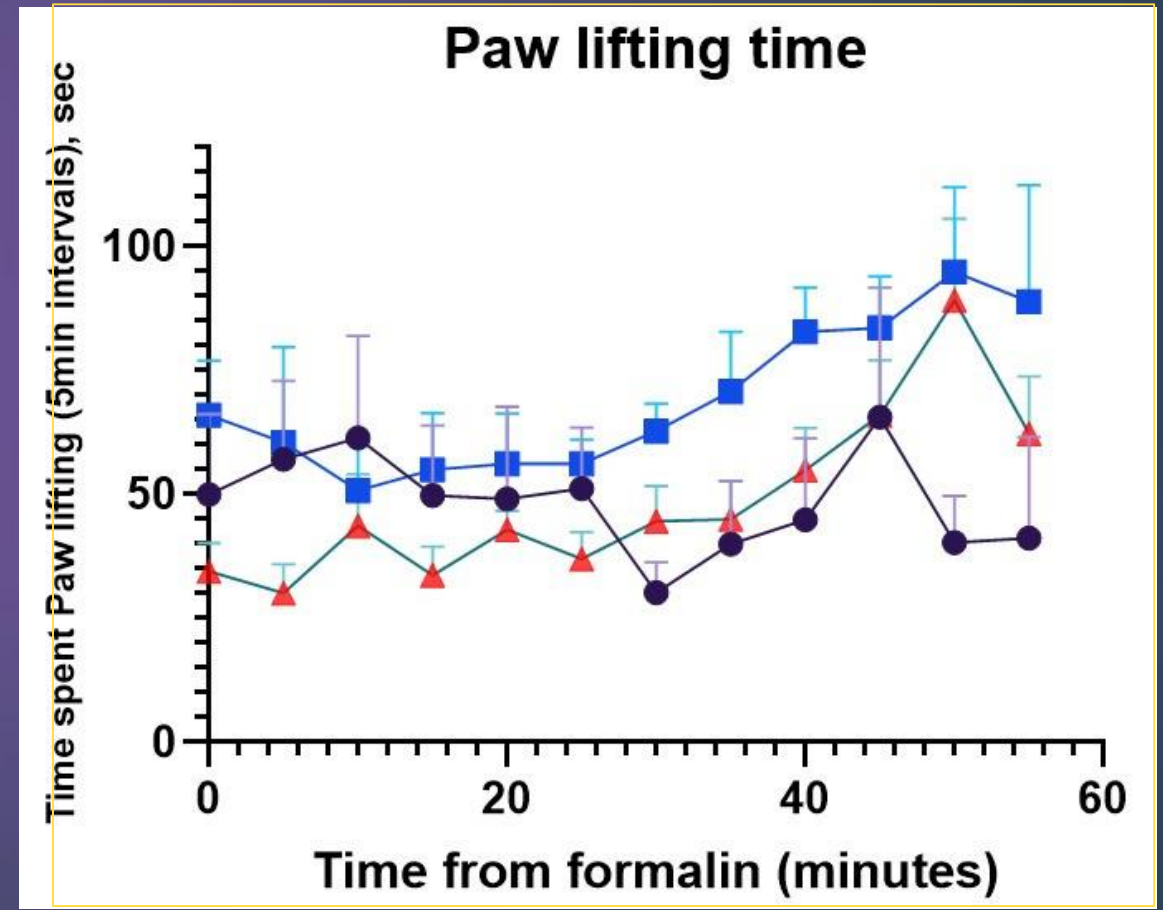 Paw lifting time
Time spent Paw lifting (5min intervals), sec
100
50
0
0 20 40 60
Time from formalin (minutes)